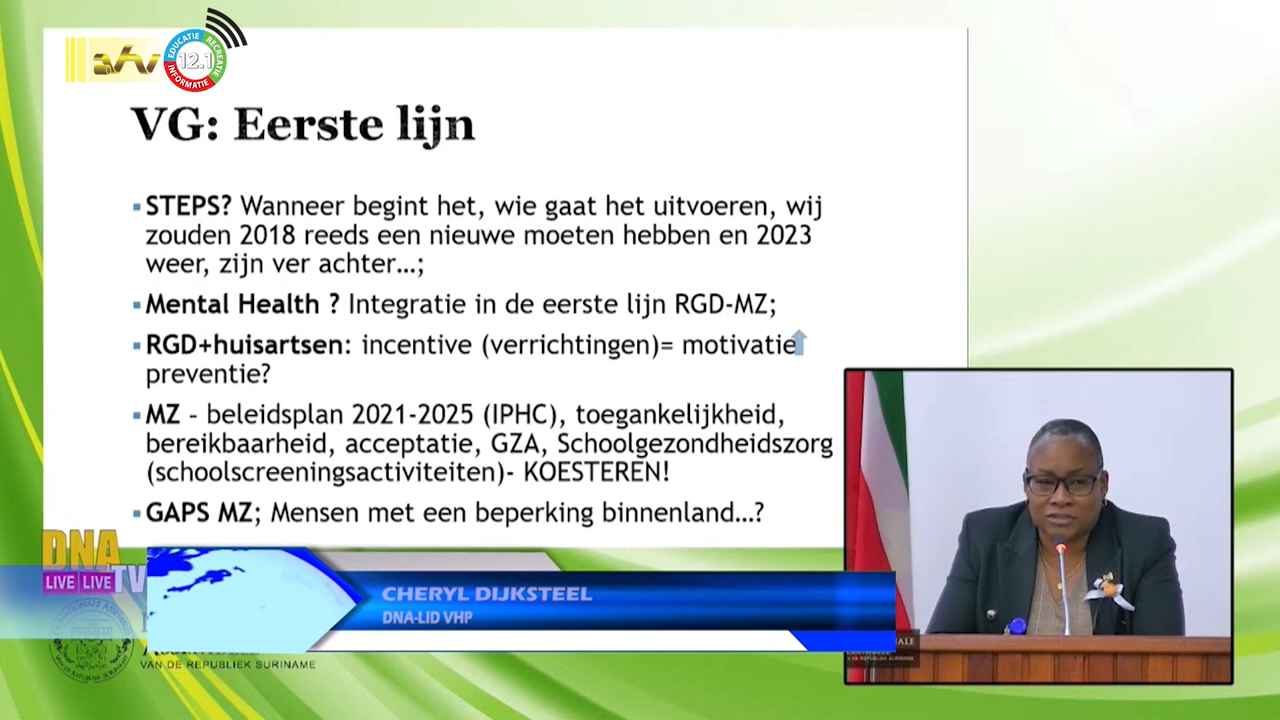 atv
EDUCATIE RECREATIE INFORMATIE
12.1
VG: Eerste lijn
▪ STEPS? Wanneer begint het, wie gaat het uitvoeren, wij
zouden 2018 reeds een nieuwe moeten hebben en 2023
weer, zijn ver achter…;
▪ Mental Health ? Integratie in de eerste lijn RGD-MZ;
▪ RGD+huisartsen: incentive (verrichtingen)= motivatie
preventie?
▪ MZ – beleidsplan 2021-2025 (IPHC), toegankelijkheid,
bereikbaarheid, acceptatie, GZA, Schoolgezondheidszorg
(schoolscreeningsactiviteiten)- KOESTEREN!
▪ GAPS MZ; Mensen met een beperking binnenland…?
DNA
LIVE LIVE TV
CHERYL DIJKSTEEL
DNA-LID VHP
VAN DE REPUBLIEK SURINAME